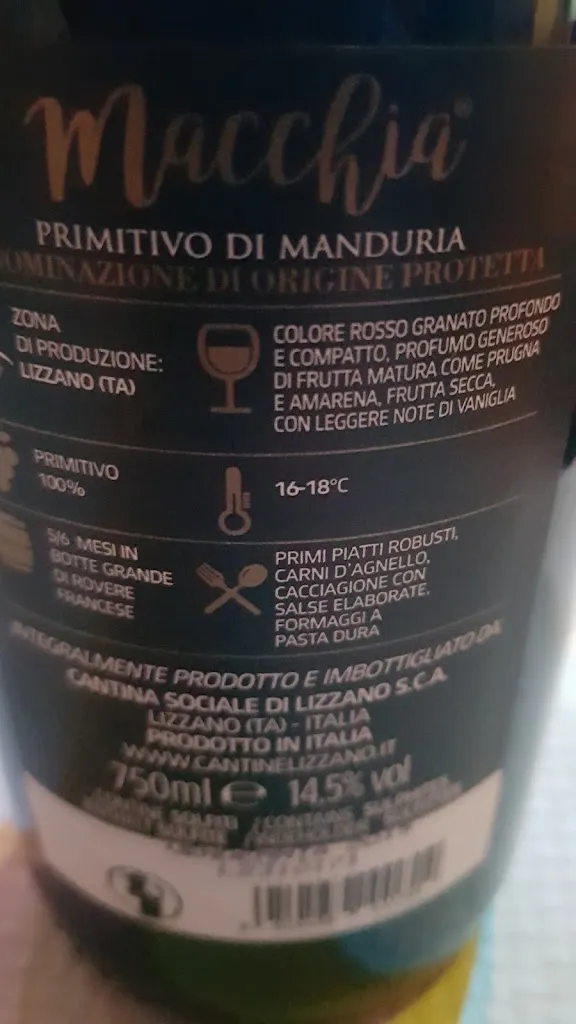 Macchia®
PRIMITIVO DI MANDURIA
OMINAZIONE DI ORIGINE PROTETTA
ZONA
DI PRODUZIONE:
LIZZANO (TA)
COLORE ROSSO GRANATO PROFONDO
E COMPATTO, PROFUMO GENEROSO
DI FRUTTA MATURA COME PRUGNA
E AMARENA, FRUTTA SECCA,
CON LEGGERE NOTE DI VANIGLIA
PRIMITIVO
100%
16-18°C
5/6 MESI IN
BOTTE GRANDE
DI ROVERE
FRANCESE
PRIMI PIATTI ROBUSTI,
CARNI D'AGNELLO,
CACCIAGIONE CON
SALSE ELABORATE,
FORMAGGI A
PASTA DURA
INTEGRALMENTE PRODOTTO E IMBOTTIGLIATO DA
CANTINA SOCIALE DI LIZZANO S.C.A.
LIZZANO (TA) - ITALIA
PRODOTTO IN ITALIA
WWW.CANTINELIZZANO.IT
750ml e 14.5% vol